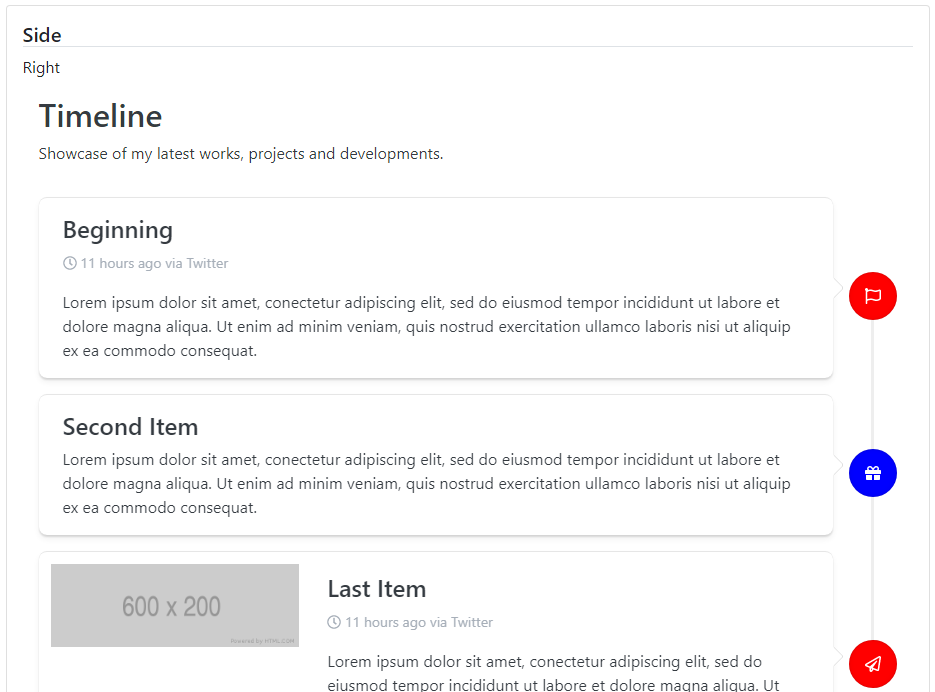 Side
Right
Timeline
Showcase of my latest works, projects and developments.
Beginning
11 hours ago via Twitter
Lorem ipsum dolor sit amet, conectetur adipiscing elit, sed do eiusmod tempor incididunt ut labore et
dolore magna aliqua. Ut enim ad minim veniam, quis nostrud exercitation ullamco laboris nisi ut aliquip
ex ea commodo consequat.
Second Item
Lorem ipsum dolor sit amet, conectetur adipiscing elit, sed do eiusmod tempor incididunt ut labore et
dolore magna aliqua. Ut enim ad minim veniam, quis nostrud exercitation ullamco laboris nisi ut aliquip
ex ea commodo consequat.
600 x 200
Powered by HTML.COM
Last Item
11 hours ago via Twitter
Lorem ipsum dolor sit amet, conectetur adipiscing elit, sed do
eiusmod tempor incididunt ut labore et dolore magna aliqua. Ut